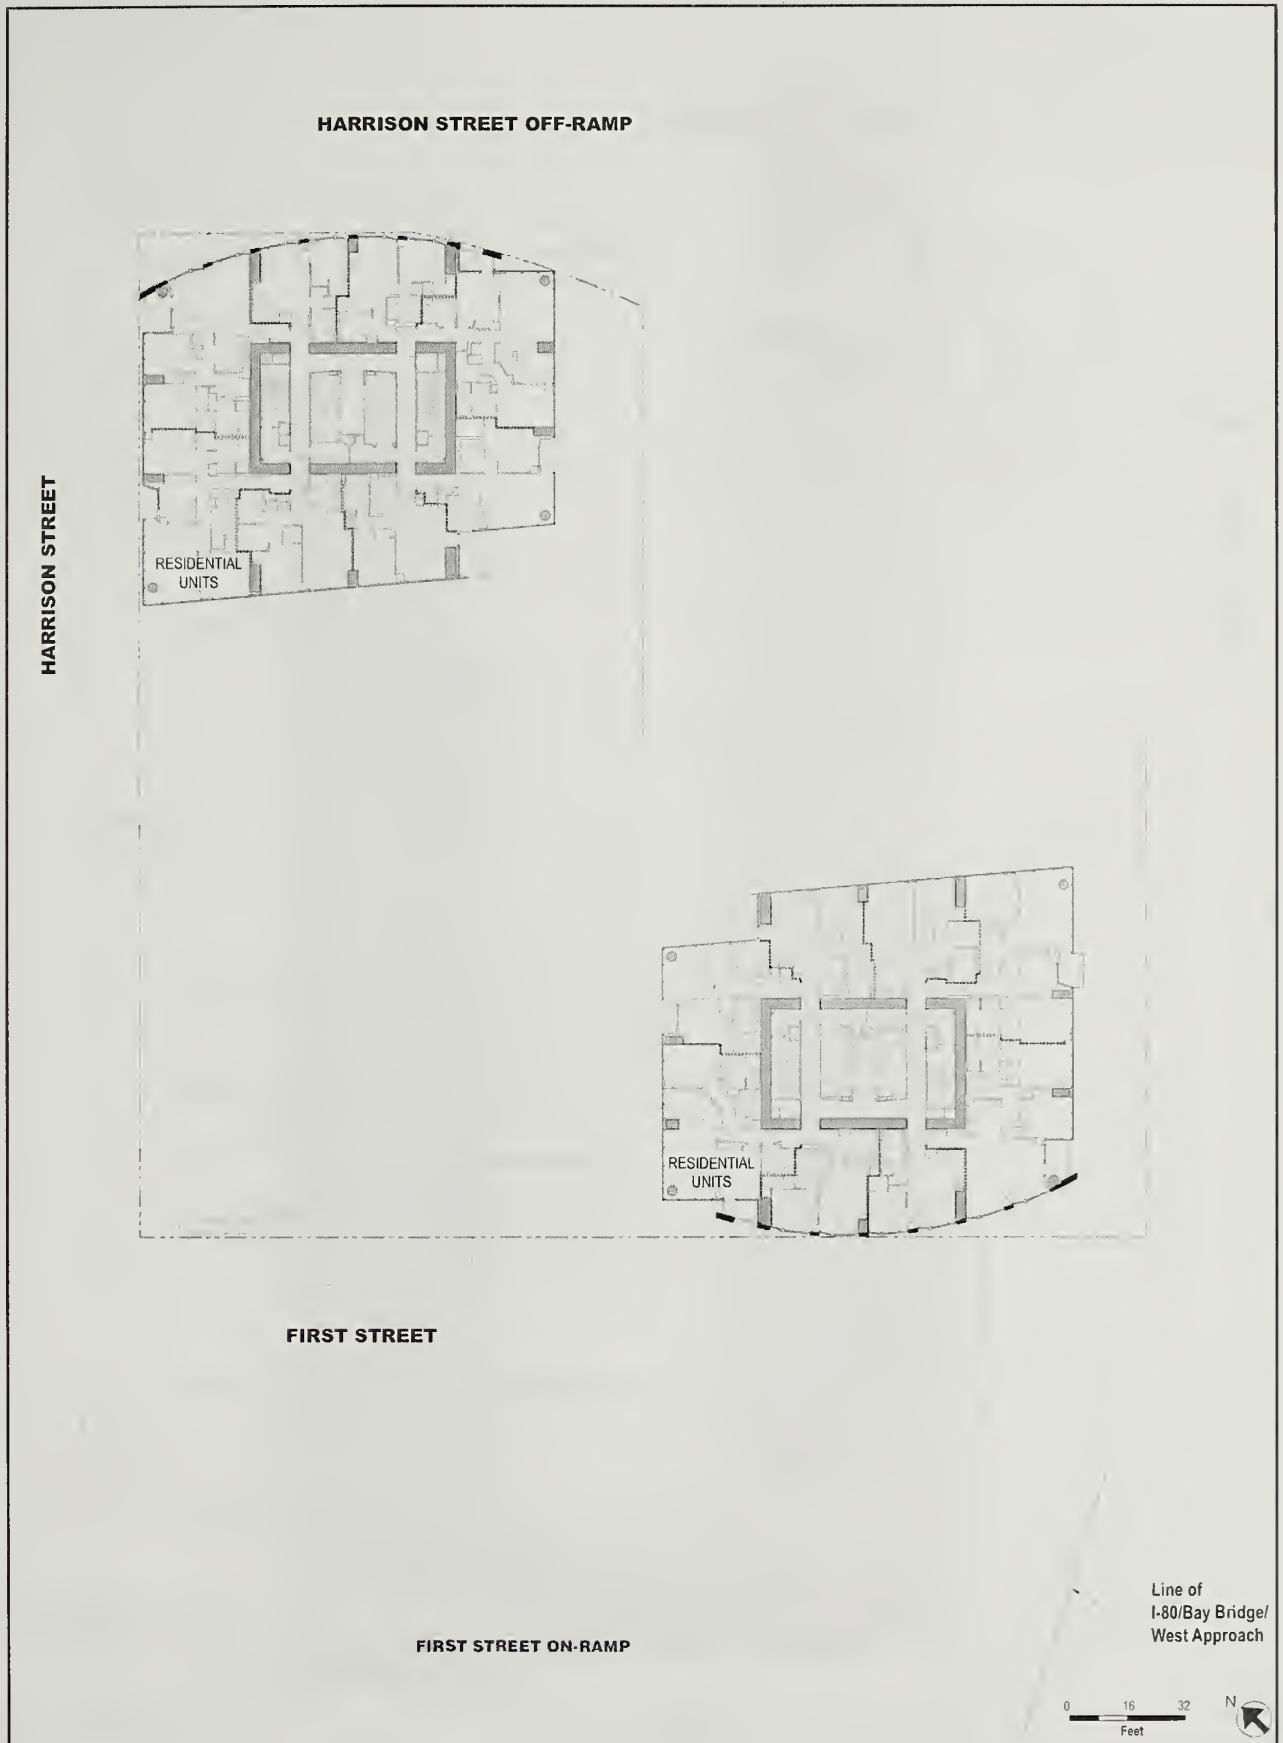 HARRISON STREET OFF-RAMP
HARRISON STREET
RESIDENTIAL
UNITS
RESIDENTIAL
UNITS
FIRST STREET
Line of
I-80/Bay Bridge/
West Approach
FIRST STREET ON-RAMP
0 16 32
Feet
N